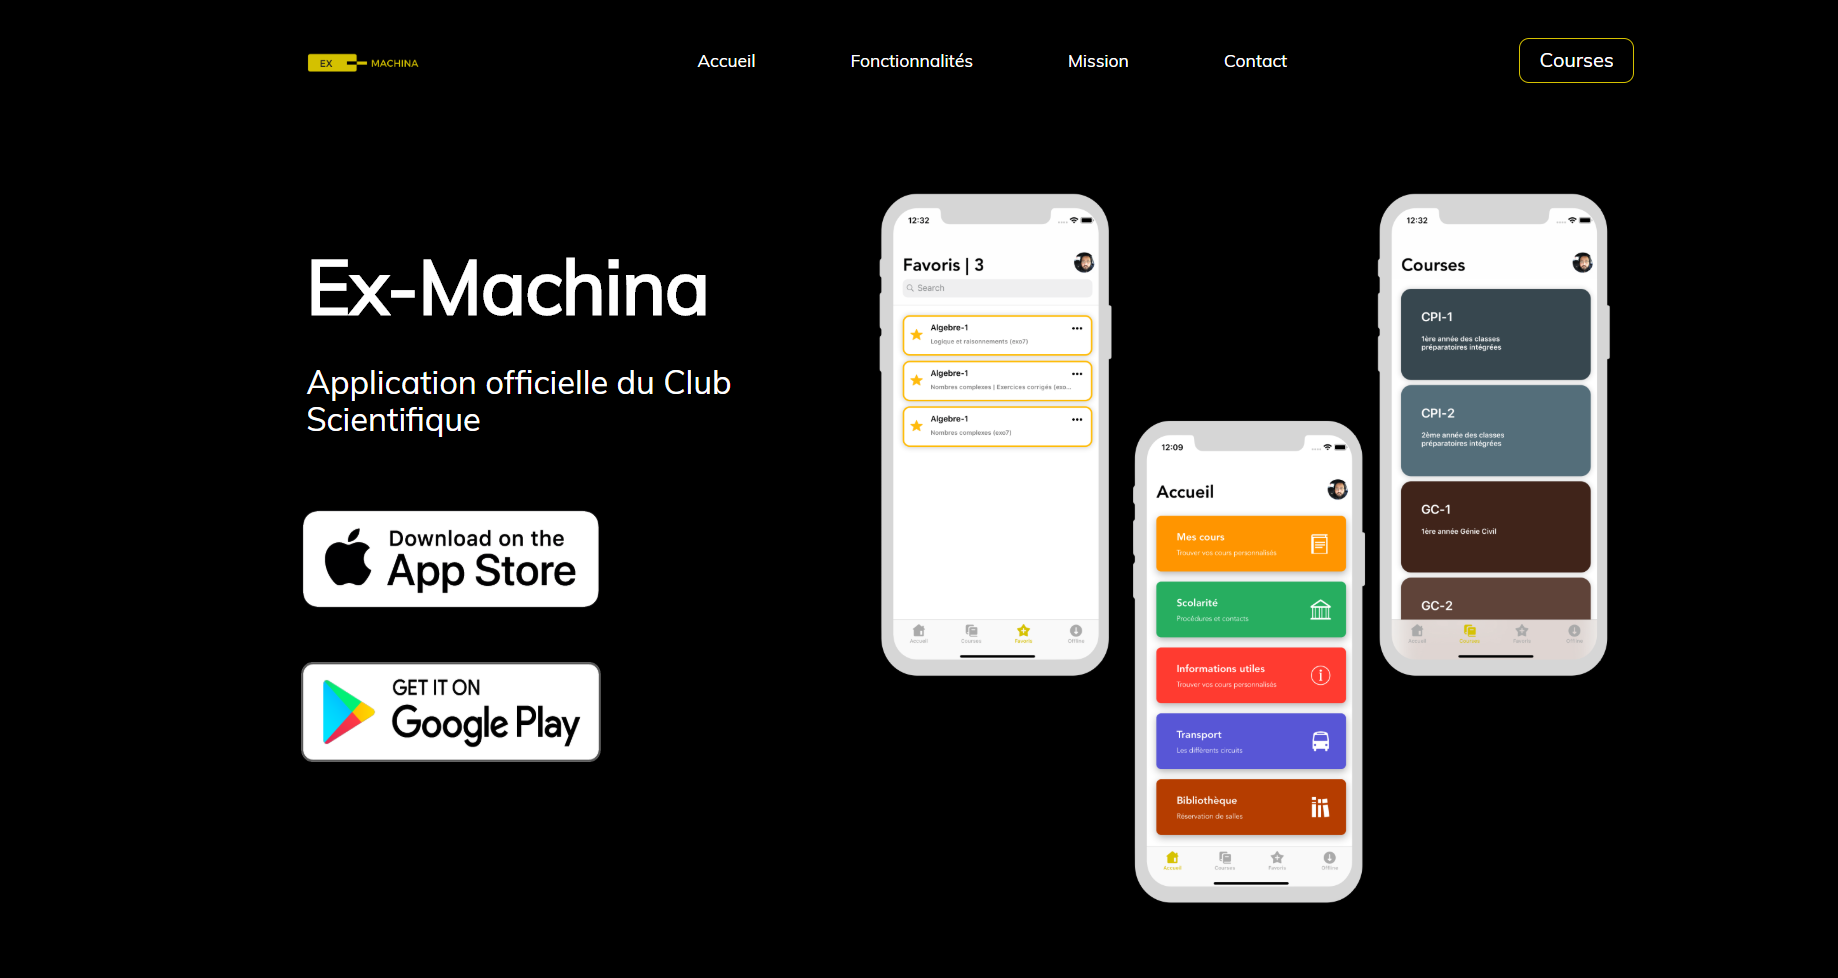 EX MACHINA
Accueil
Fonctionnalités
Mission
Contact
Courses
Ex-Machina
Application officielle du Club
Scientifique
Download on the
App Store
GET IT ON
Google Play
12:32
Favoris | 3
Search
Algebre-1
Logique et raisonnements (exo7)
Algebre-1
Nombres complexes | Exercices corrigés (exo...
Algebre-1
Nombres complexes (exo7)
Accueil
Courses
Favoris
Offline
12:09
Accueil
Mes cours
Trouver vos cours personnalisés
Scolarité
Procédures et contacts
Informations utiles
Trouver vos cours personnalisés
Transport
Les différents circuits
Bibliothèque
Réservation de salles
Accueil
Courses
Favoris
Offline
12:32
Courses
CPI-1
1ère année des classes
préparatoires intégrées
CPI-2
2ème année des classes
préparatoires intégrées
GC-1
1ère année Génie Civil
GC-2
Accueil
Courses
Favoris
Offline